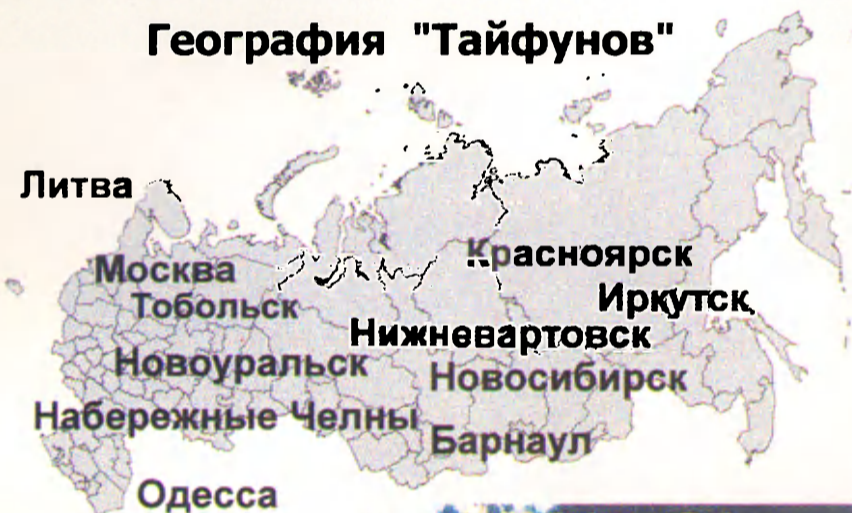 География "Тайфунов"
Литва
Москва
Красноярск
Тобольск
Иркутск
Нижневартовск
Новоуральск
Новосибирск
Набережные Челны
Барнаул
Одесса